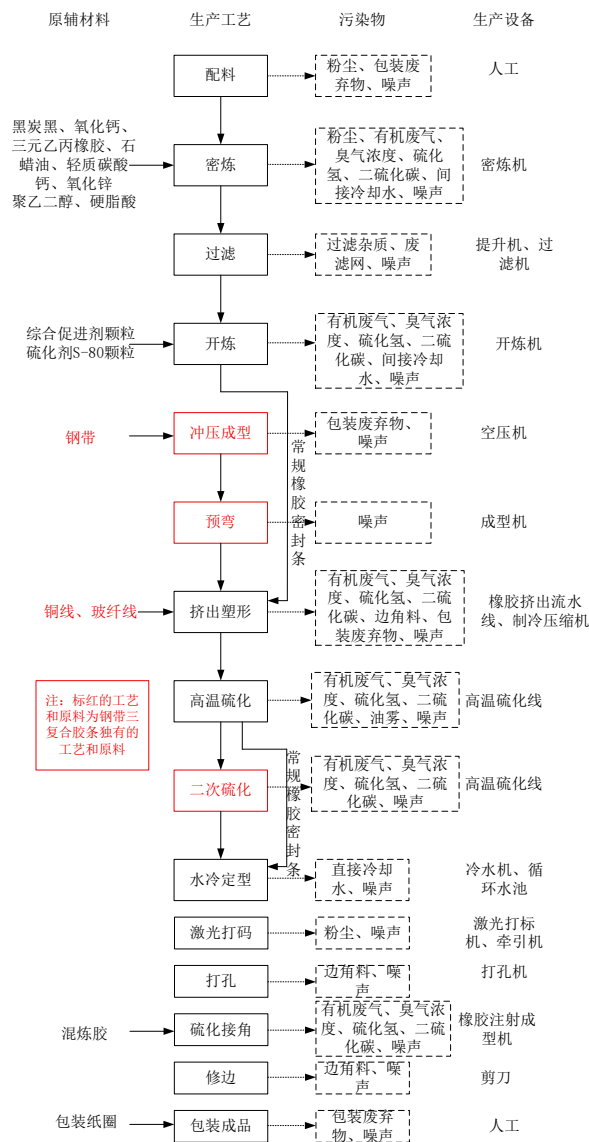 原辅材料
生产工艺
污染物
生产设备
配料
粉尘、包装废
弃物、噪声
人工
黑炭黑、氧化钙、
三元乙丙橡胶、石
蜡油、轻质碳酸
钙、氧化锌
聚乙二醇、硬脂酸
密炼
粉尘、有机废气、
臭气浓度、硫化
氢、二硫化碳、间
接冷却水、噪声
密炼机
过滤
过滤杂质、废
滤网、噪声
提升机、过
滤机
综合促进剂颗粒
硫化剂S-80颗粒
开炼
有机废气、臭气浓
度、硫化氢、二硫
化碳、间接冷却
水、噪声
开炼机
钢带
冲压成型
包装废弃物、
噪声
空压机
常规橡胶密封条
预弯
噪声
成型机
铜线、玻纤线
挤出塑形
有机废气、臭气浓
度、硫化氢、二硫
化碳、边角料、包
装废弃物、噪声
橡胶挤出流水
线、制冷压缩机
注：标红的工艺
和原料为钢带三
复合胶条独有的
工艺和原料
高温硫化
有机废气、臭气浓
度、硫化氢、二硫
化碳、油雾、噪声
高温硫化线
常规橡胶密封条
二次硫化
有机废气、臭气浓
度、硫化氢、二硫
化碳、噪声
高温硫化线
水冷定型
直接冷却
水、噪声
冷水机、循
环水池
激光打码
粉尘、噪声
激光打标
机、牵引机
打孔
边角料、噪
声
打孔机
混炼胶
硫化接角
有机废气、臭气浓
度、硫化氢、二硫
化碳、噪声
橡胶注射成
型机
修边
边角料、噪
声
剪刀
包装纸圈
包装成品
包装废弃
物、噪声
人工